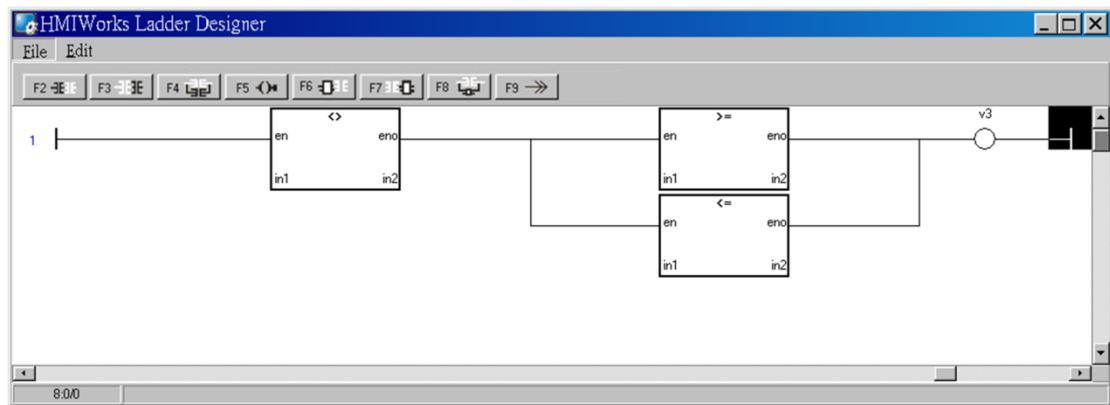 HMIWorks Ladder Designer
File Edit
F2 F3 F4 F5 F6 F7 F8 F9
<> >= v3
1 en eno en eno
in1 in2 in1 in2
<=
en eno
in1 in2
8:0/0